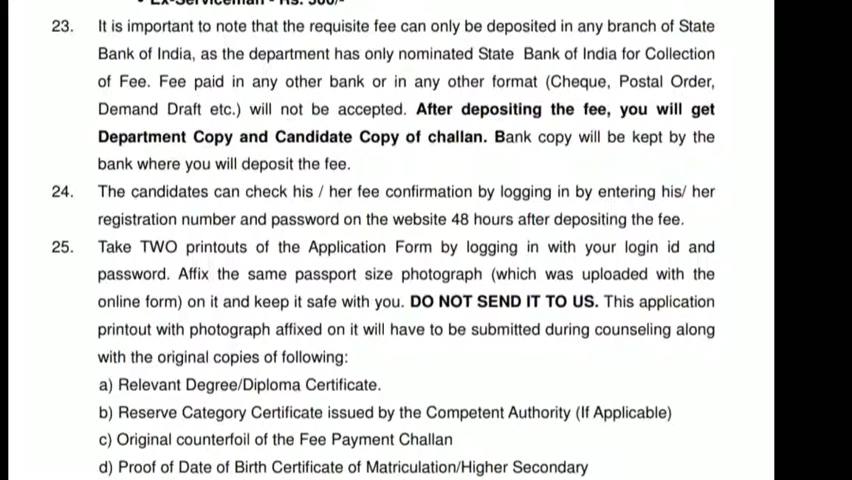 • Ex-Serviceman - Rs. 500/-
23. It is important to note that the requisite fee can only be deposited in any branch of State
Bank of India, as the department has only nominated State Bank of India for Collection
of Fee. Fee paid in any other bank or in any other format (Cheque, Postal Order,
Demand Draft etc.) will not be accepted. After depositing the fee, you will get
Department Copy and Candidate Copy of challan. Bank copy will be kept by the
bank where you will deposit the fee.
24. The candidates can check his / her fee confirmation by logging in by entering his/ her
registration number and password on the website 48 hours after depositing the fee.
25. Take TWO printouts of the Application Form by logging in with your login id and
password. Affix the same passport size photograph (which was uploaded with the
online form) on it and keep it safe with you. DO NOT SEND IT TO US. This application
printout with photograph affixed on it will have to be submitted during counseling along
with the original copies of following:
a) Relevant Degree/Diploma Certificate.
b) Reserve Category Certificate issued by the Competent Authority (If Applicable)
c) Original counterfoil of the Fee Payment Challan
d) Proof of Date of Birth Certificate of Matriculation/Higher Secondary